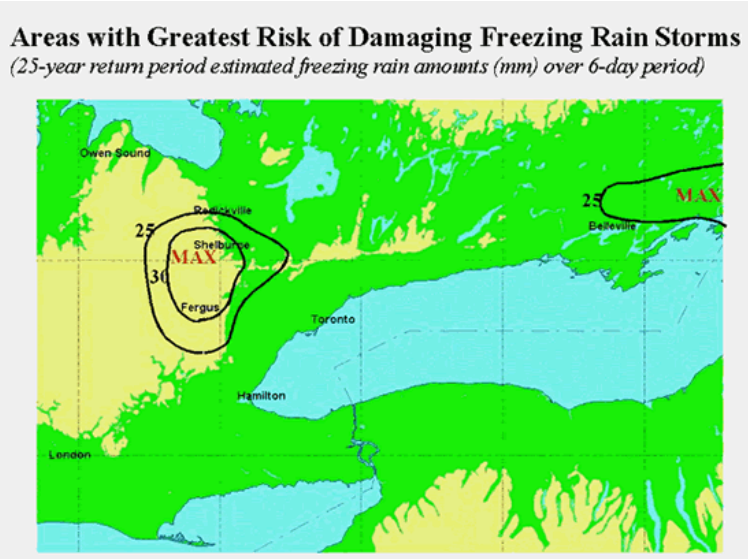 Areas with Greatest Risk of Damaging Freezing Rain Storms
(25-year return period estimated freezing rain amounts (mm) over 6-day period)
Owen Sound
25
MAX
Redickville
Belleville
25
Shelburne
MAX
30
Fergus
Toronto
Hamilton
London